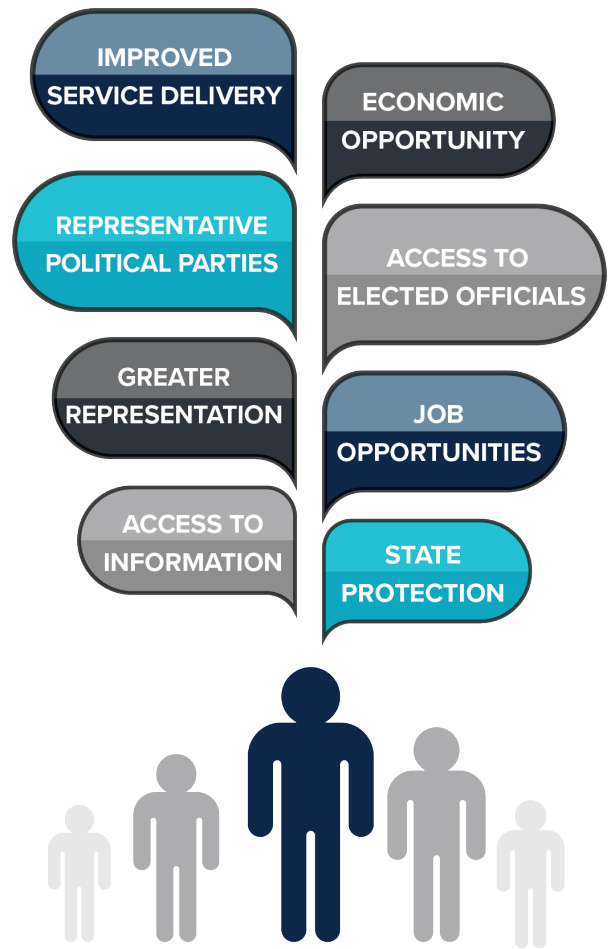 IMPROVED
SERVICE DELIVERY
ECONOMIC
OPPORTUNITY
REPRESENTATIVE
POLITICAL PARTIES
ACCESS TO
ELECTED OFFICIALS
GREATER
REPRESENTATION
JOB
OPPORTUNITIES
ACCESS TO
INFORMATION
STATE
PROTECTION